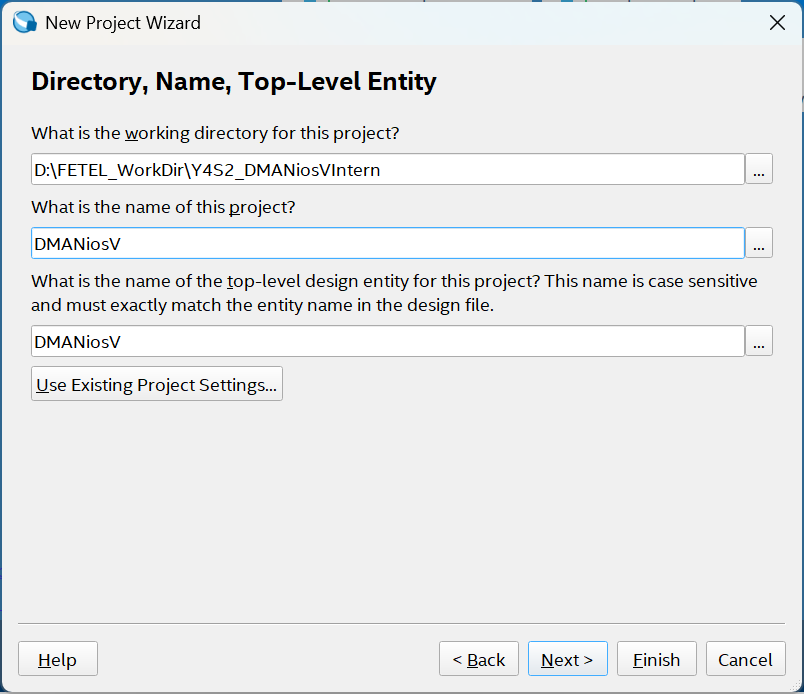 New Project Wizard
Directory, Name, Top-Level Entity
What is the working directory for this project?
D:\FETEL_WorkDir\Y4S2_DMANiosVIntern
...
What is the name of this project?
DMANiosV
...
What is the name of the top-level design entity for this project? This name is case sensitive
and must exactly match the entity name in the design file.
DMANiosV
...
Use Existing Project Settings...
Help
< Back
Next >
Finish
Cancel